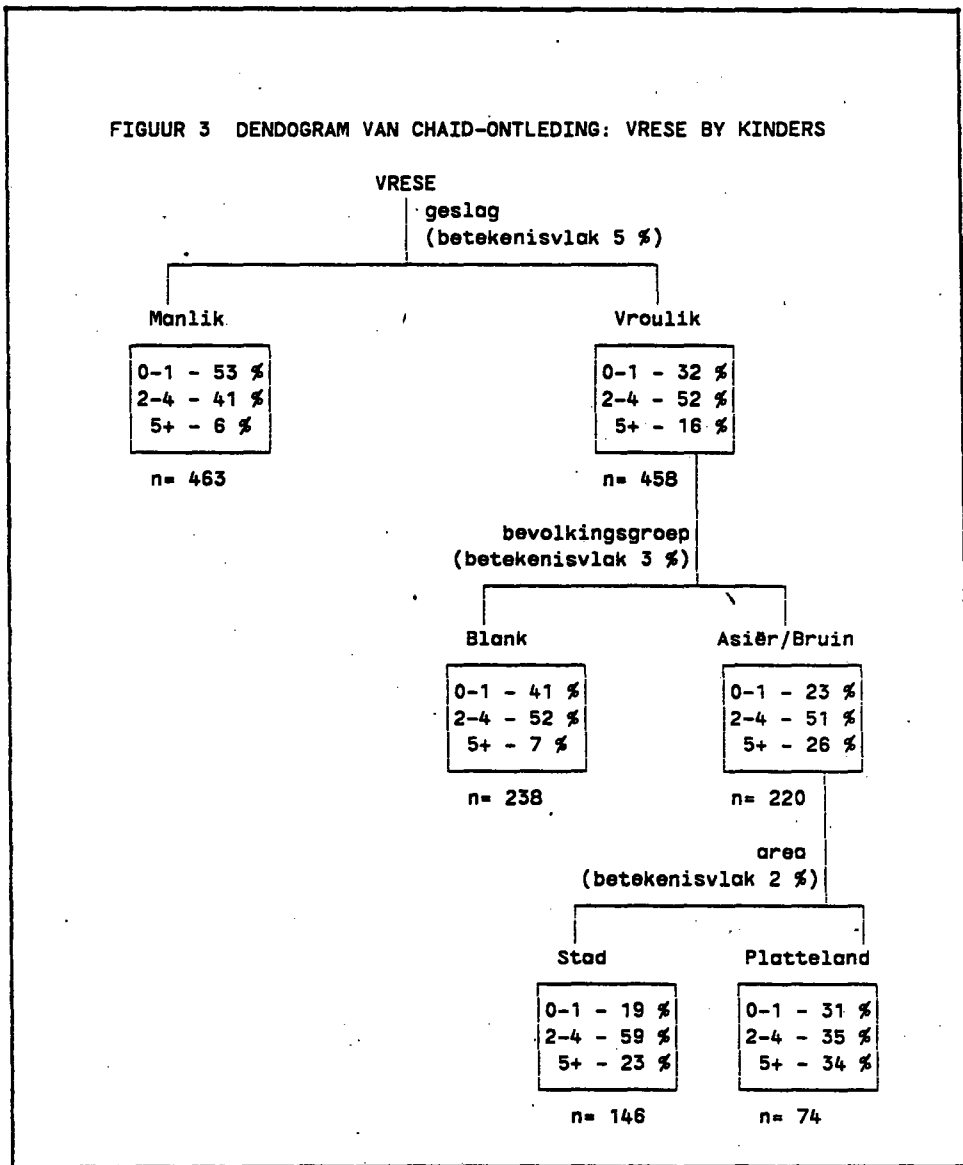 FIGUUR 3 DENDOGRAM VAN CHAID-ONTLEDING: VRESE BY KINDERS
VRESE
geslag
(betekenisvlak 5 %)
Manlik
0-1 - 53 %
2-4 - 41 %
5+ - 6 %
n= 463
Vroulik
0-1 - 32 %
2-4 - 52 %
5+ - 16 %
n= 458
bevolkingsgroep
(betekenisvlak 3 %)
Blank
0-1 - 41 %
2-4 - 52 %
5+ - 7 %
n= 238
Asiër/Bruin
0-1 - 23 %
2-4 - 51 %
5+ - 26 %
n= 220
area
(betekenisvlak 2 %)
Stad
0-1 - 19 %
2-4 - 59 %
5+ - 23 %
n= 146
Platteland
0-1 - 31 %
2-4 - 35 %
5+ - 34 %
n= 74